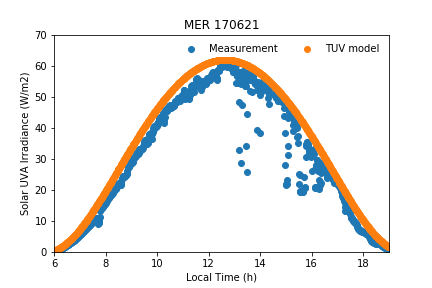 MER 170621
Measurement TUV model
Solar UVA Irradiance (W/m2)
70
60
50
40
30
20
10
0
6 8 10 12 14 16 18
Local Time (h)